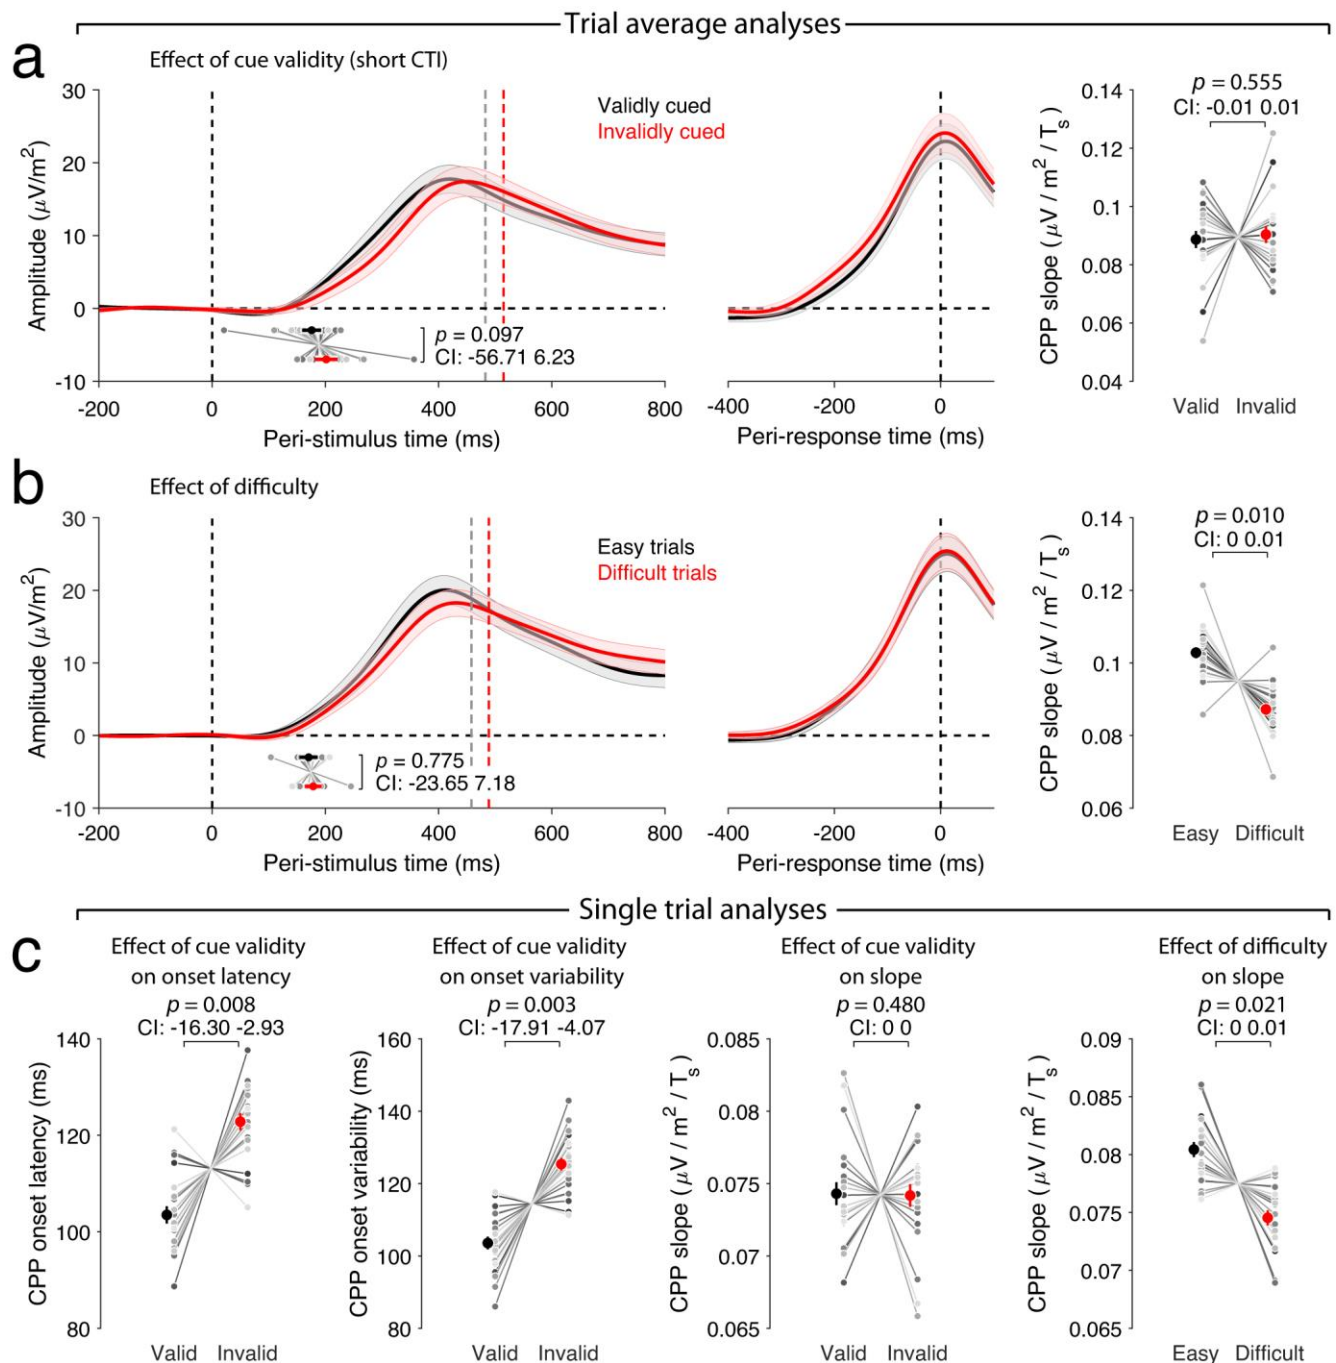 Trial average analyses
a
Effect of cue validity (short CTI)
30
20
10
0
-10
Amplitude (μV/m²)
-200
0
200
400
600
800
Peri-stimulus time (ms)
p = 0.097
CI: -56.71 6.23
Validly cued
Invalidly cued
-400
-200
0
Peri-response time (ms)
p = 0.555
CI: -0.01 0.01
0.14
0.12
0.1
0.08
0.06
0.04
CPP slope ( μV / m² / Ts )
Valid Invalid
b
Effect of difficulty
30
20
10
0
-10
Amplitude (μV/m²)
-200
0
200
400
600
800
Peri-stimulus time (ms)
p = 0.775
CI: -23.65 7.18
Easy trials
Difficult trials
-400
-200
0
Peri-response time (ms)
p = 0.010
CI: 0 0.01
0.14
0.12
0.1
0.08
0.06
CPP slope ( μV / m² / Ts )
Easy Difficult
Single trial analyses
c
Effect of cue validity
on onset latency
p = 0.008
CI: -16.30 -2.93
140
120
100
80
CPP onset latency (ms)
Valid Invalid
Effect of cue validity
on onset variability
p = 0.003
CI: -17.91 -4.07
160
140
120
100
80
CPP onset variability (ms)
Valid Invalid
Effect of cue validity
on slope
p = 0.480
CI: 0 0
0.085
0.08
0.075
0.07
0.065
CPP slope ( μV / m² / Ts )
Valid Invalid
Effect of difficulty
on slope
p = 0.021
CI: 0 0.01
0.09
0.085
0.08
0.075
0.07
0.065
CPP slope ( μV / m² / Ts )
Easy Difficult